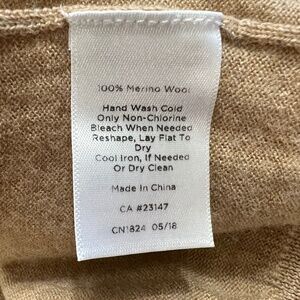 100% Merino Wool
Hand Wash Cold
Only Non-Chlorine
Bleach When Needed
Reshape, Lay Flat To
Dry
Cool Iron, If Needed
Or Dry Clean
Made In China
CA #23147
CN1824 05/18